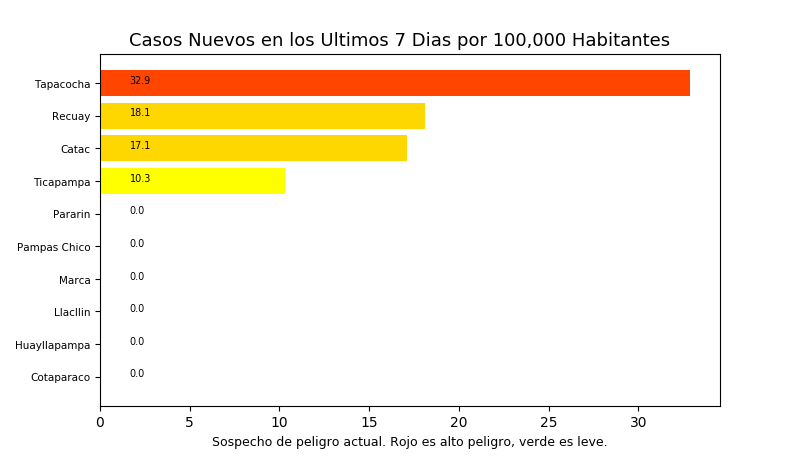 Casos Nuevos en los Ultimos 7 Dias por 100,000 Habitantes
Tapacocha 32.9
Recuay 18.1
Catac 17.1
Ticapampa 10.3
Pararin 0.0
Pampas Chico 0.0
Marca 0.0
Llacllin 0.0
Huayllapampa 0.0
Cotaparaco 0.0
0 5 10 15 20 25 30
Sospecho de peligro actual. Rojo es alto peligro, verde es leve.